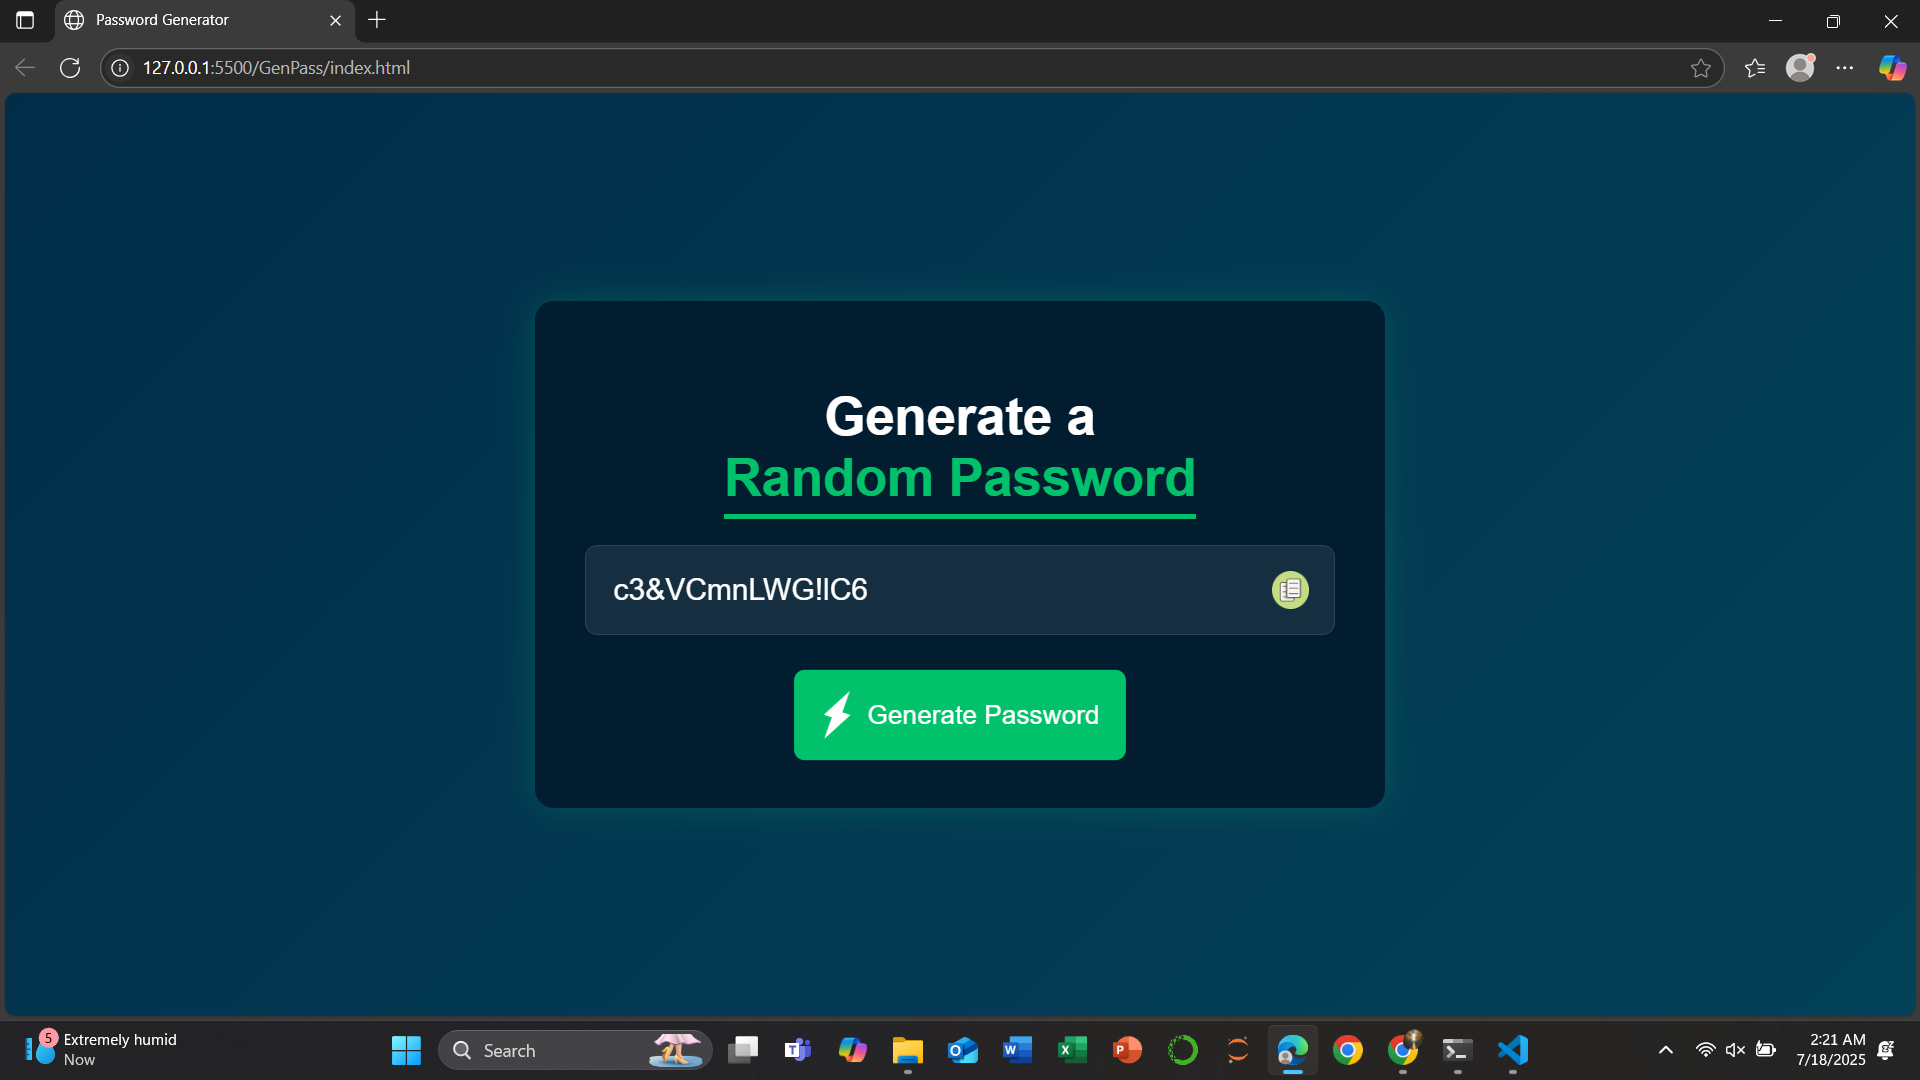 Password Generator
127.0.0.1:5500/GenPass/index.html
Generate a
Random Password
c3&VCmnLWG!lC6
Generate Password
5
Extremely humid
Now
Search
2:21 AM
7/18/2025